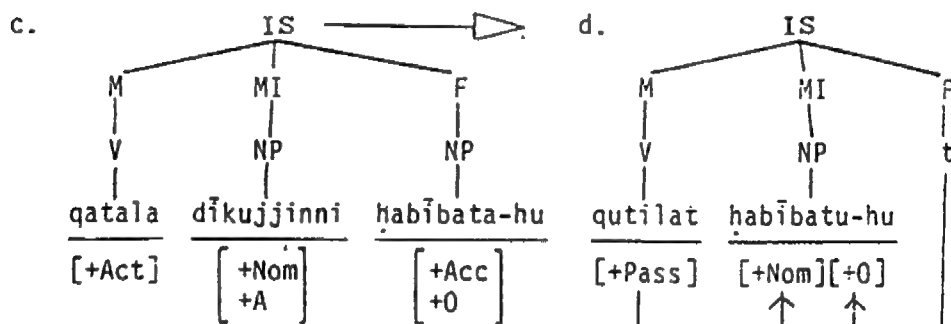 c. IS d. IS
M MI F M MI F
V NP NP V NP t
qatala dīkujjinni ḥabībata-hu qutilat ḥabībatu-hu
[+Act] [+Nom +A] [+Acc +O] [+Pass] [+Nom][+O]